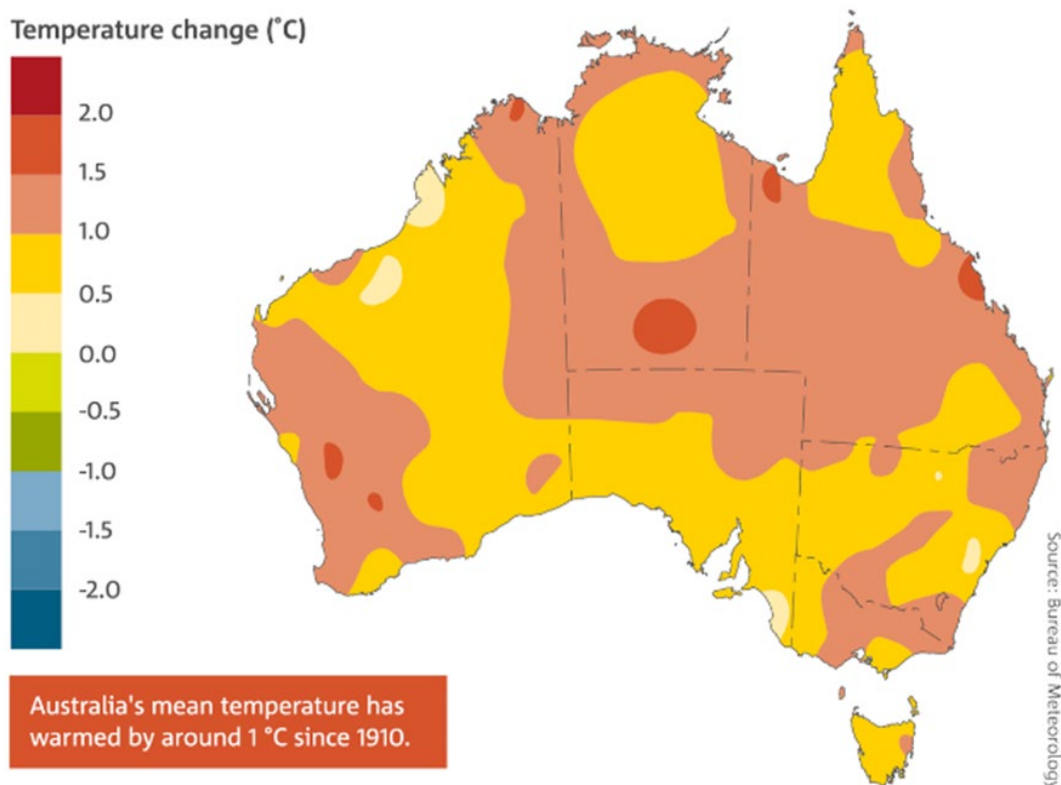 Temperature change (˚C)
2.0
1.5
1.0
0.5
0.0
-0.5
-1.0
-1.5
-2.0
Australia's mean temperature has
warmed by around 1 °C since 1910.
Source: Bureau of Meteorology